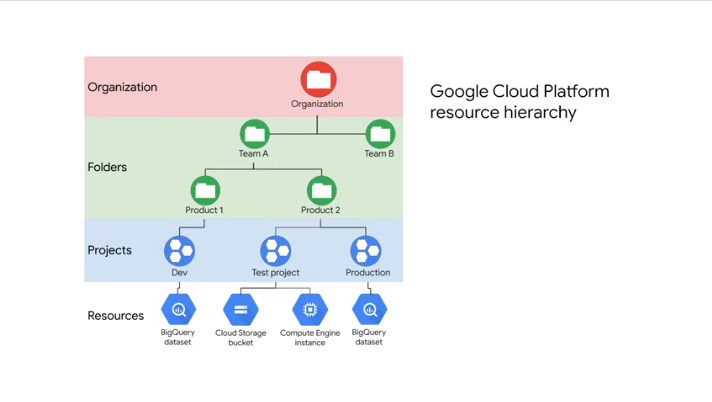 Google Cloud Platform
resource hierarchy
Organization
Organization
Folders
Team A
Team B
Product 1
Product 2
Projects
Dev
Test project
Production
Resources
BigQuery
dataset
Cloud Storage
bucket
Compute Engine
instance
BigQuery
dataset